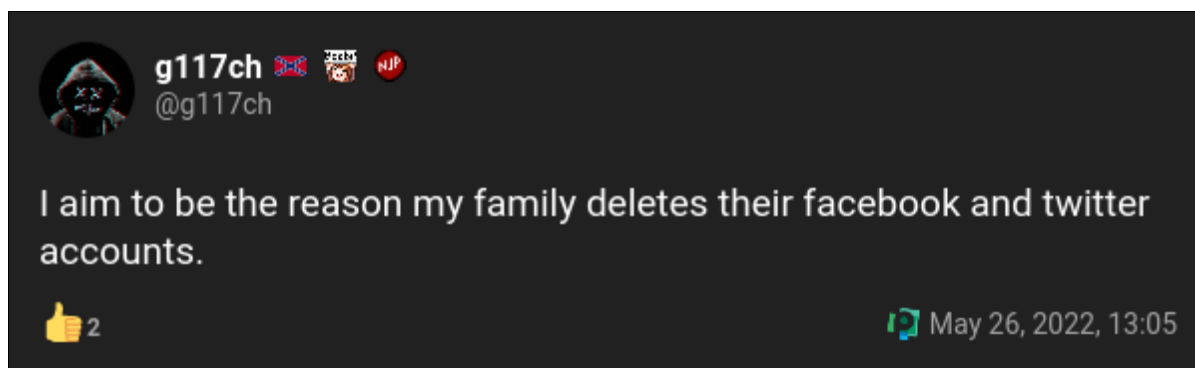 g117ch
NJP
@g117ch
I aim to be the reason my family deletes their facebook and twitter
accounts.
2
May 26, 2022, 13:05